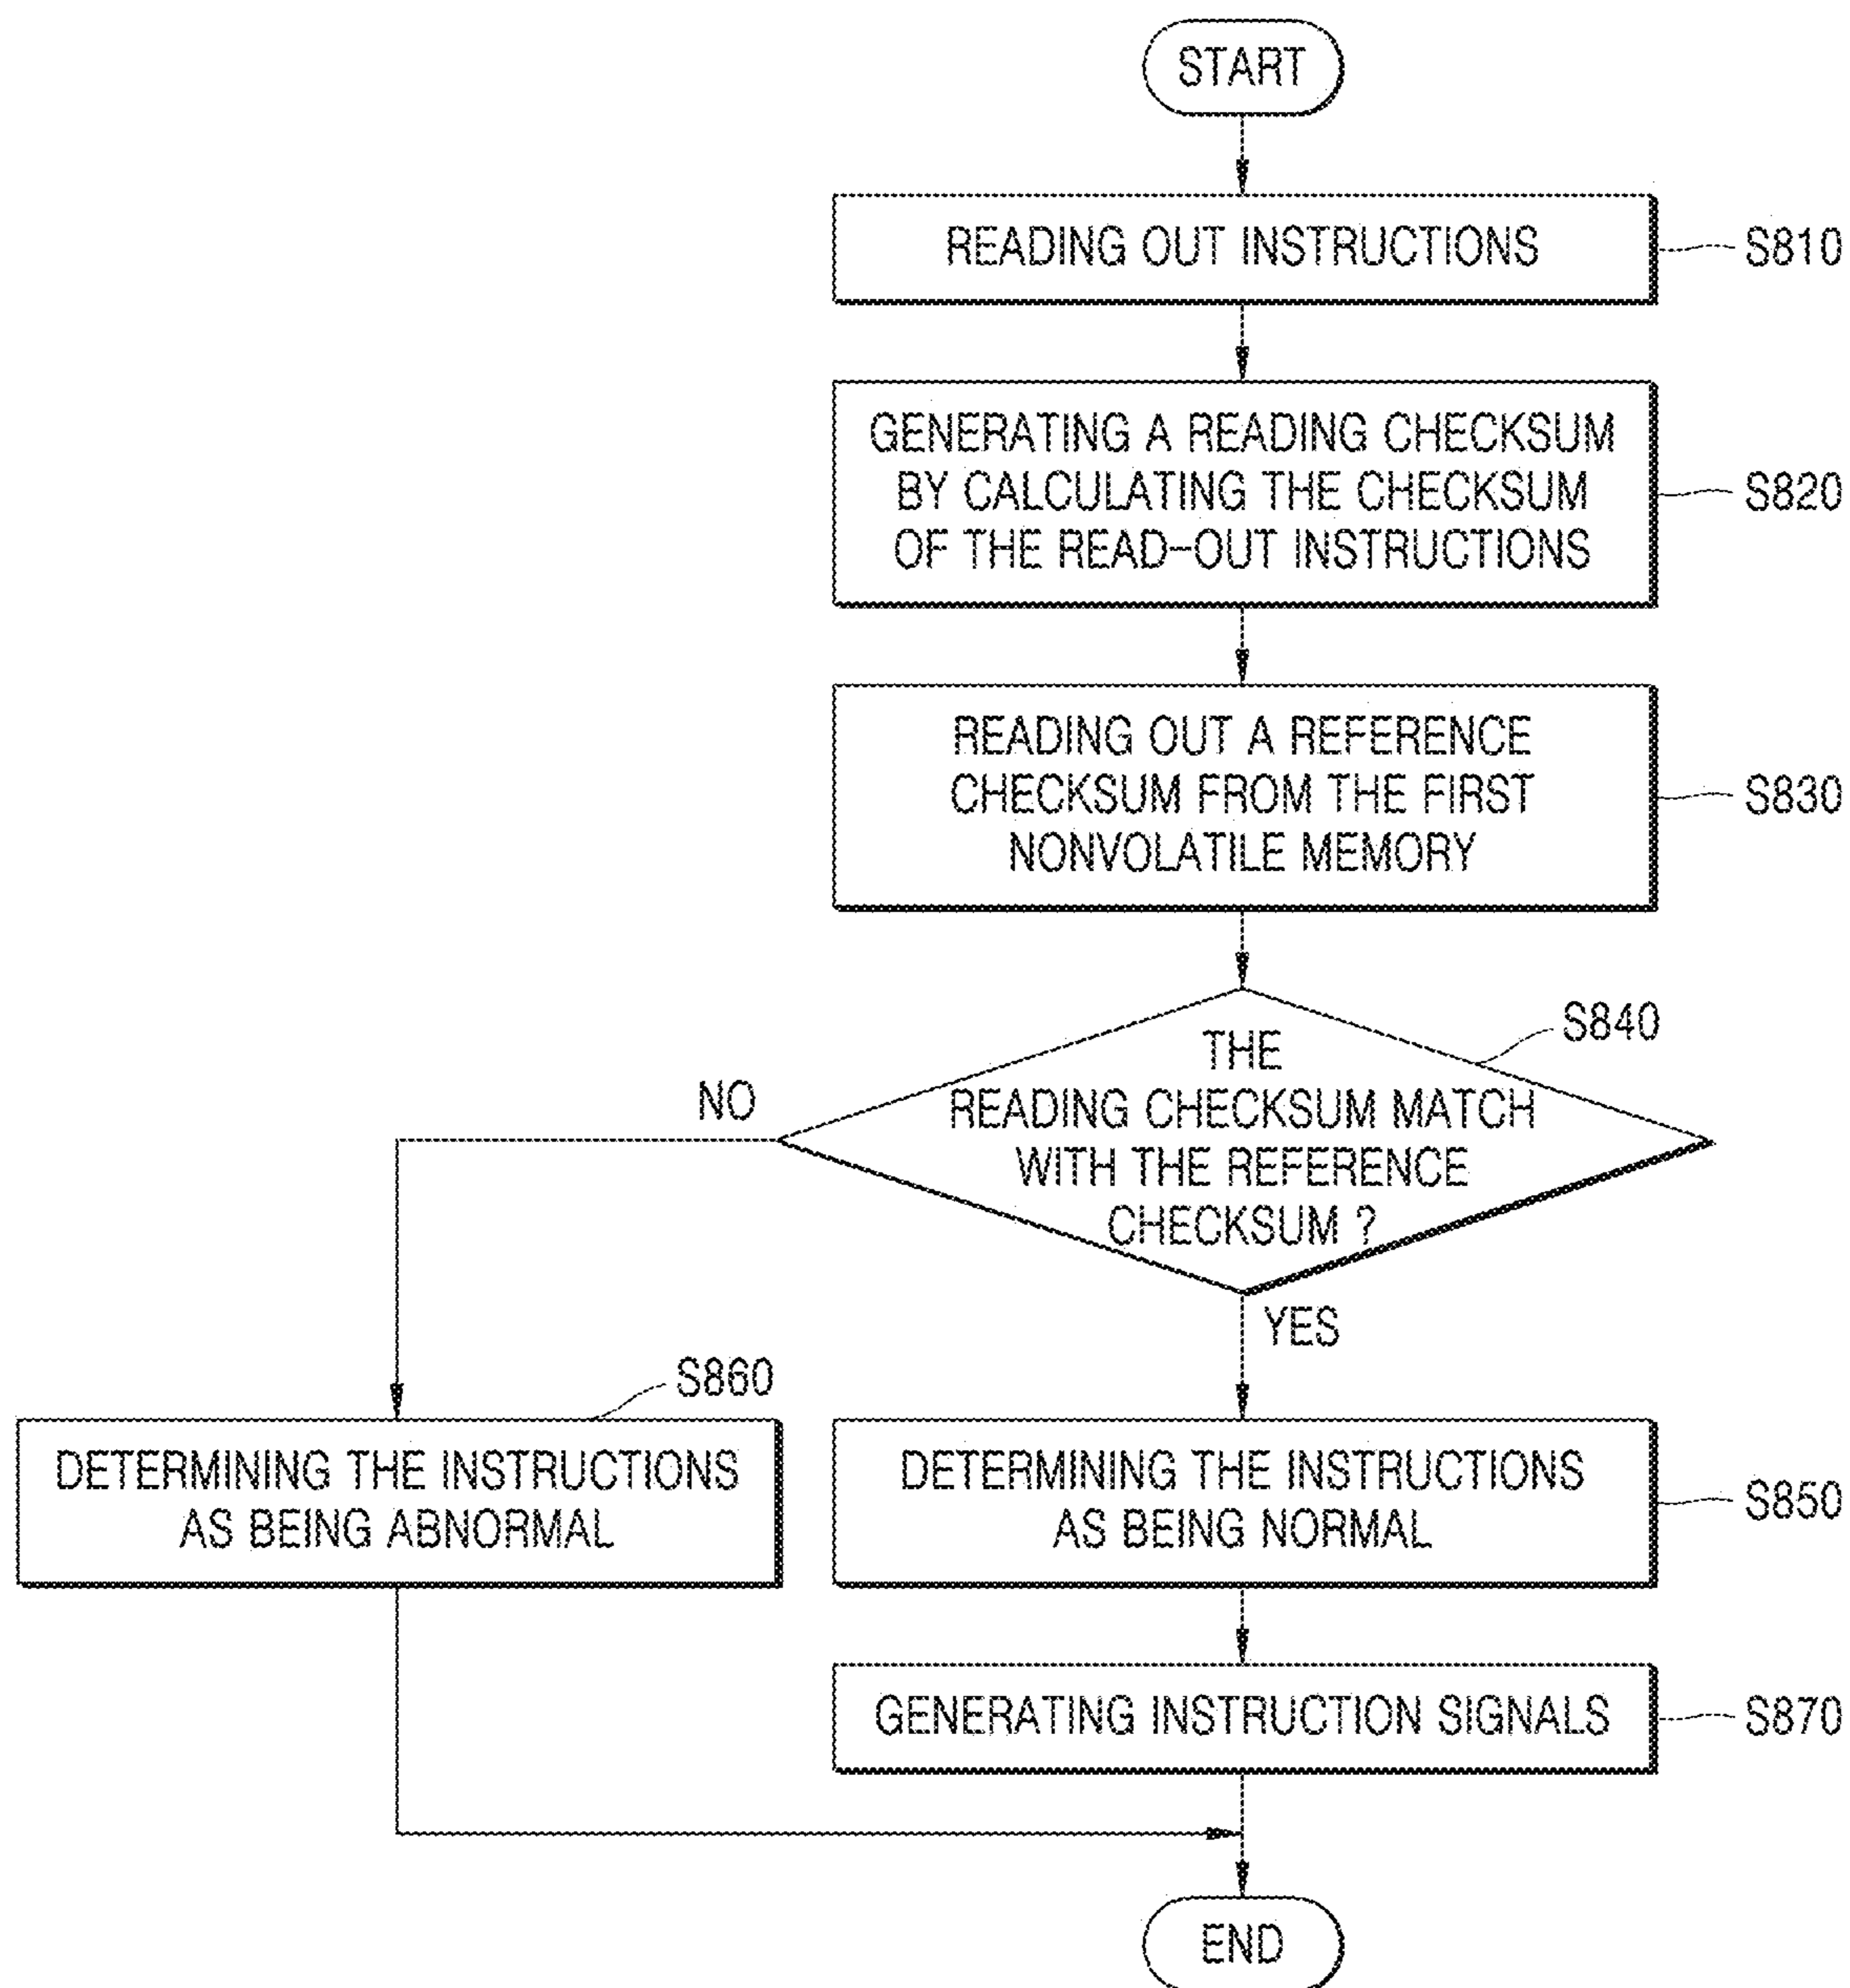 START
READING OUT INSTRUCTIONS
S810
GENERATING A READING CHECKSUM
BY CALCULATING THE CHECKSUM
OF THE READ-OUT INSTRUCTIONS
S820
READING OUT A REFERENCE
CHECKSUM FROM THE FIRST
NONVOLATILE MEMORY
S830
THE
READING CHECKSUM MATCH
WITH THE REFERENCE
CHECKSUM ?
S840
NO
YES
S860
DETERMINING THE INSTRUCTIONS
AS BEING ABNORMAL
DETERMINING THE INSTRUCTIONS
AS BEING NORMAL
S850
GENERATING INSTRUCTION SIGNALS
S870
END